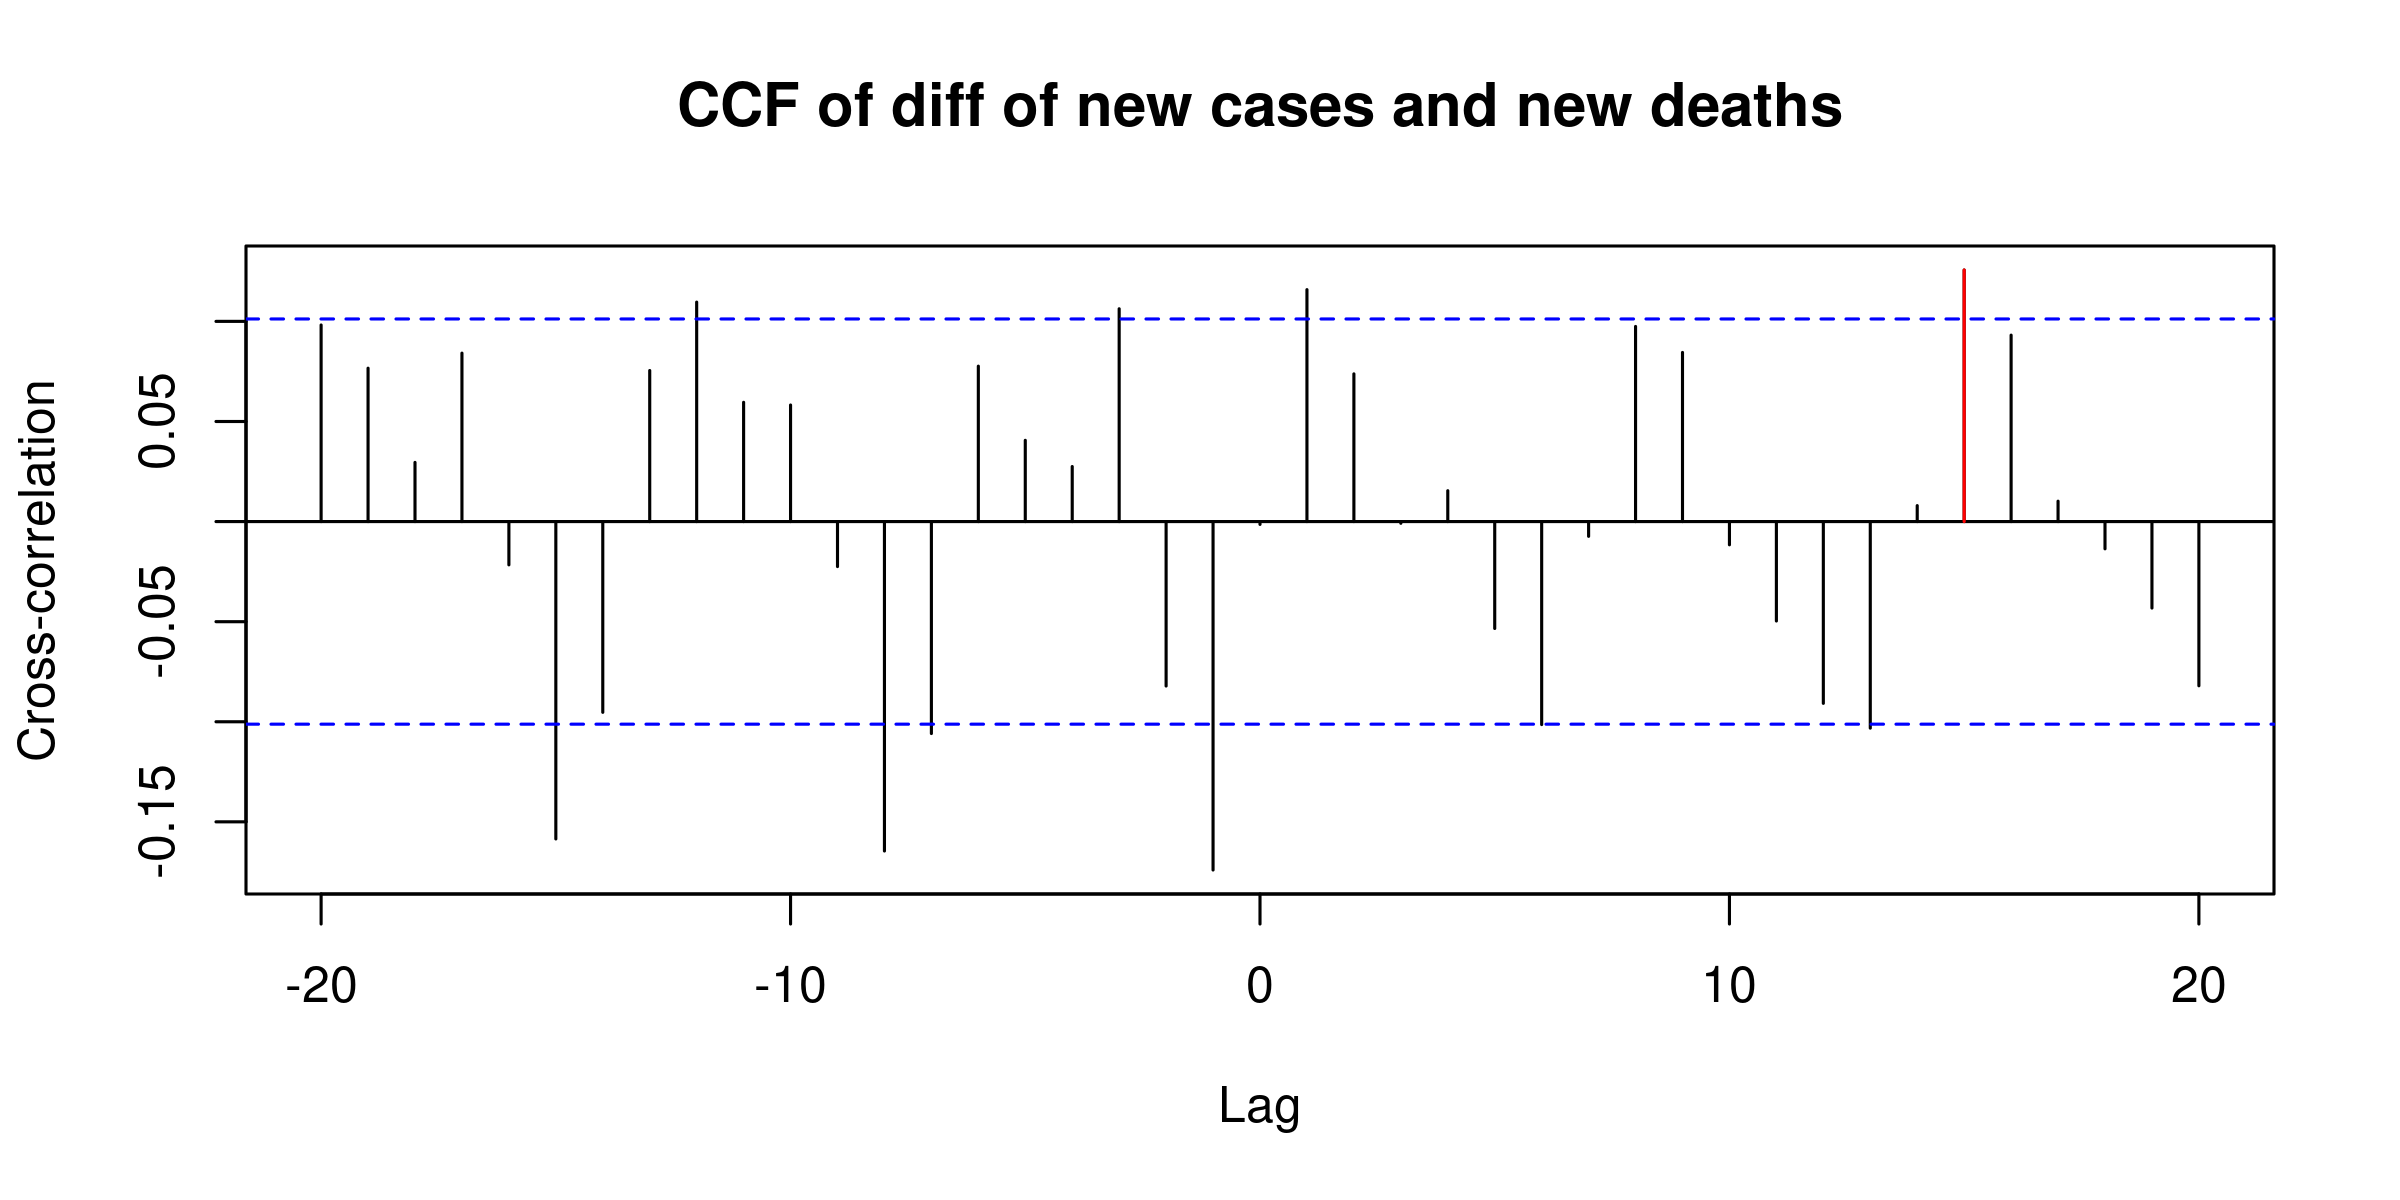 CCF of diff of new cases and new deaths
Cross-correlation
0.05
-0.05
-0.15
-20
-10
0
10
20
Lag